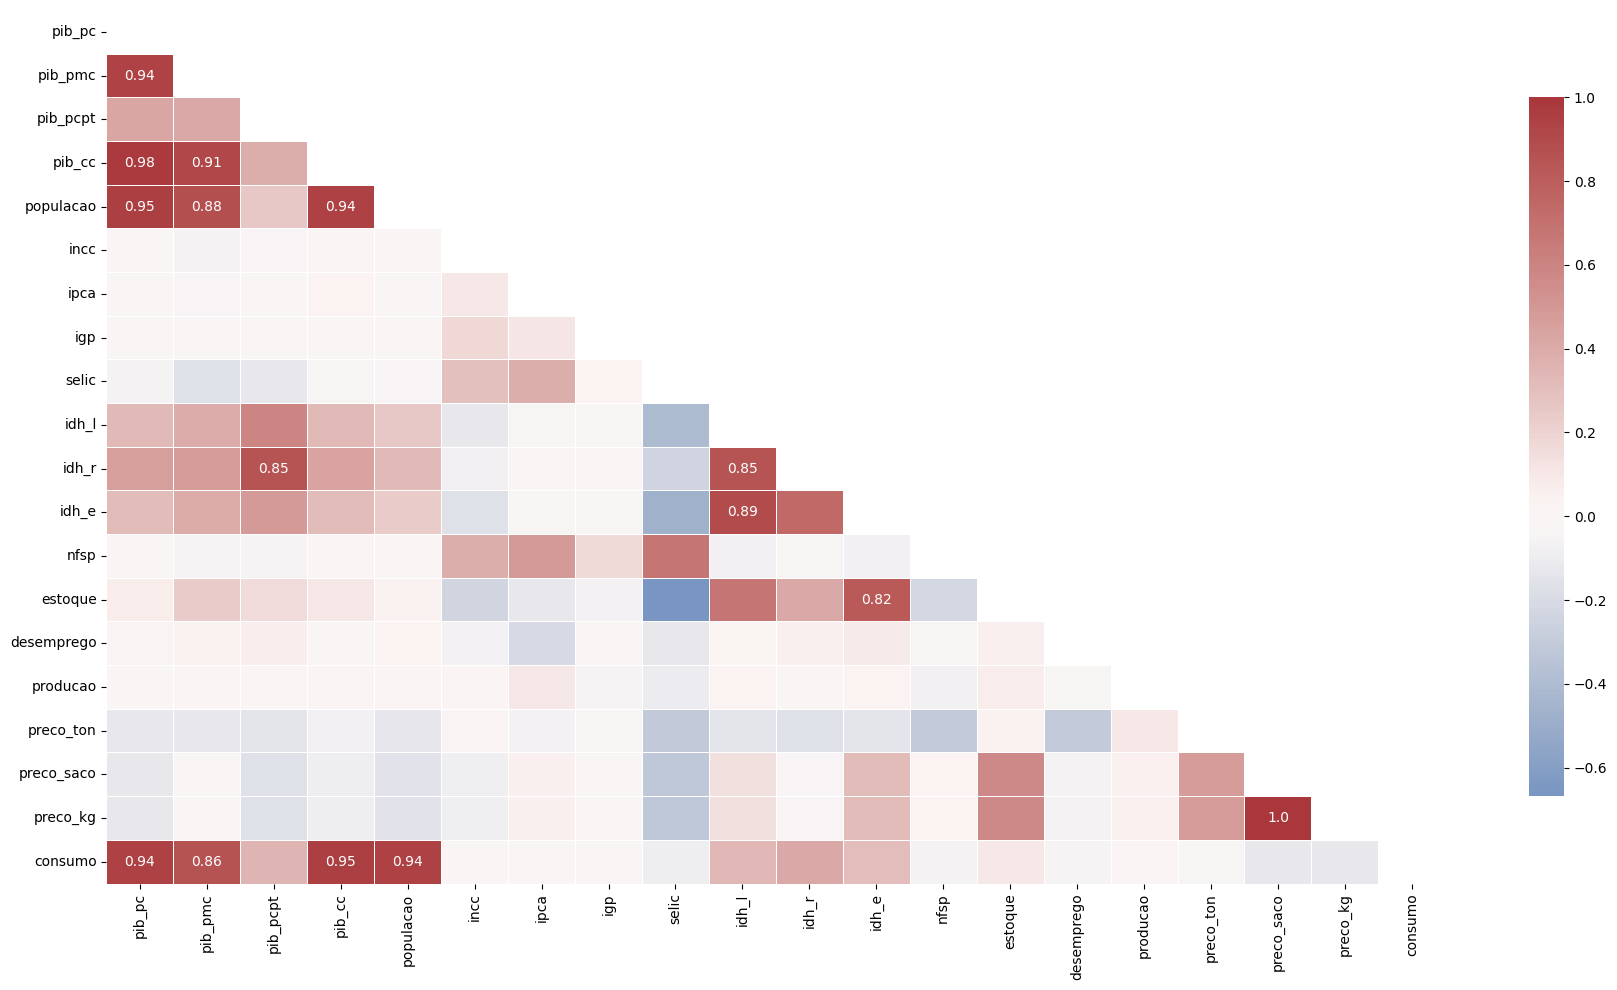 pib_pc
pib_pmc 0.94
pib_pcpt
pib_cc 0.98 0.91
populacao 0.95 0.88 0.94
incc
ipca
igp
selic
idh_l
idh_r 0.85 0.85
idh_e 0.89
nfsp
estoque 0.82
desemprego
producao
preco_ton
preco_saco
preco_kg 1.0
consumo 0.94 0.86 0.95 0.94
pib_pc pib_pmc pib_pcpt pib_cc populacao incc ipca igp selic idh_l idh_r idh_e nfsp estoque desemprego producao preco_ton preco_saco preco_kg consumo
1.0
0.8
0.6
0.4
0.2
0.0
−0.2
−0.4
−0.6